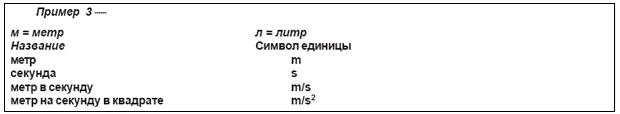 Пример 3 —
м = метр л = литр
Название Символ единицы
метр m
секунда s
метр в секунду m/s
метр на секунду в квадрате m/s²